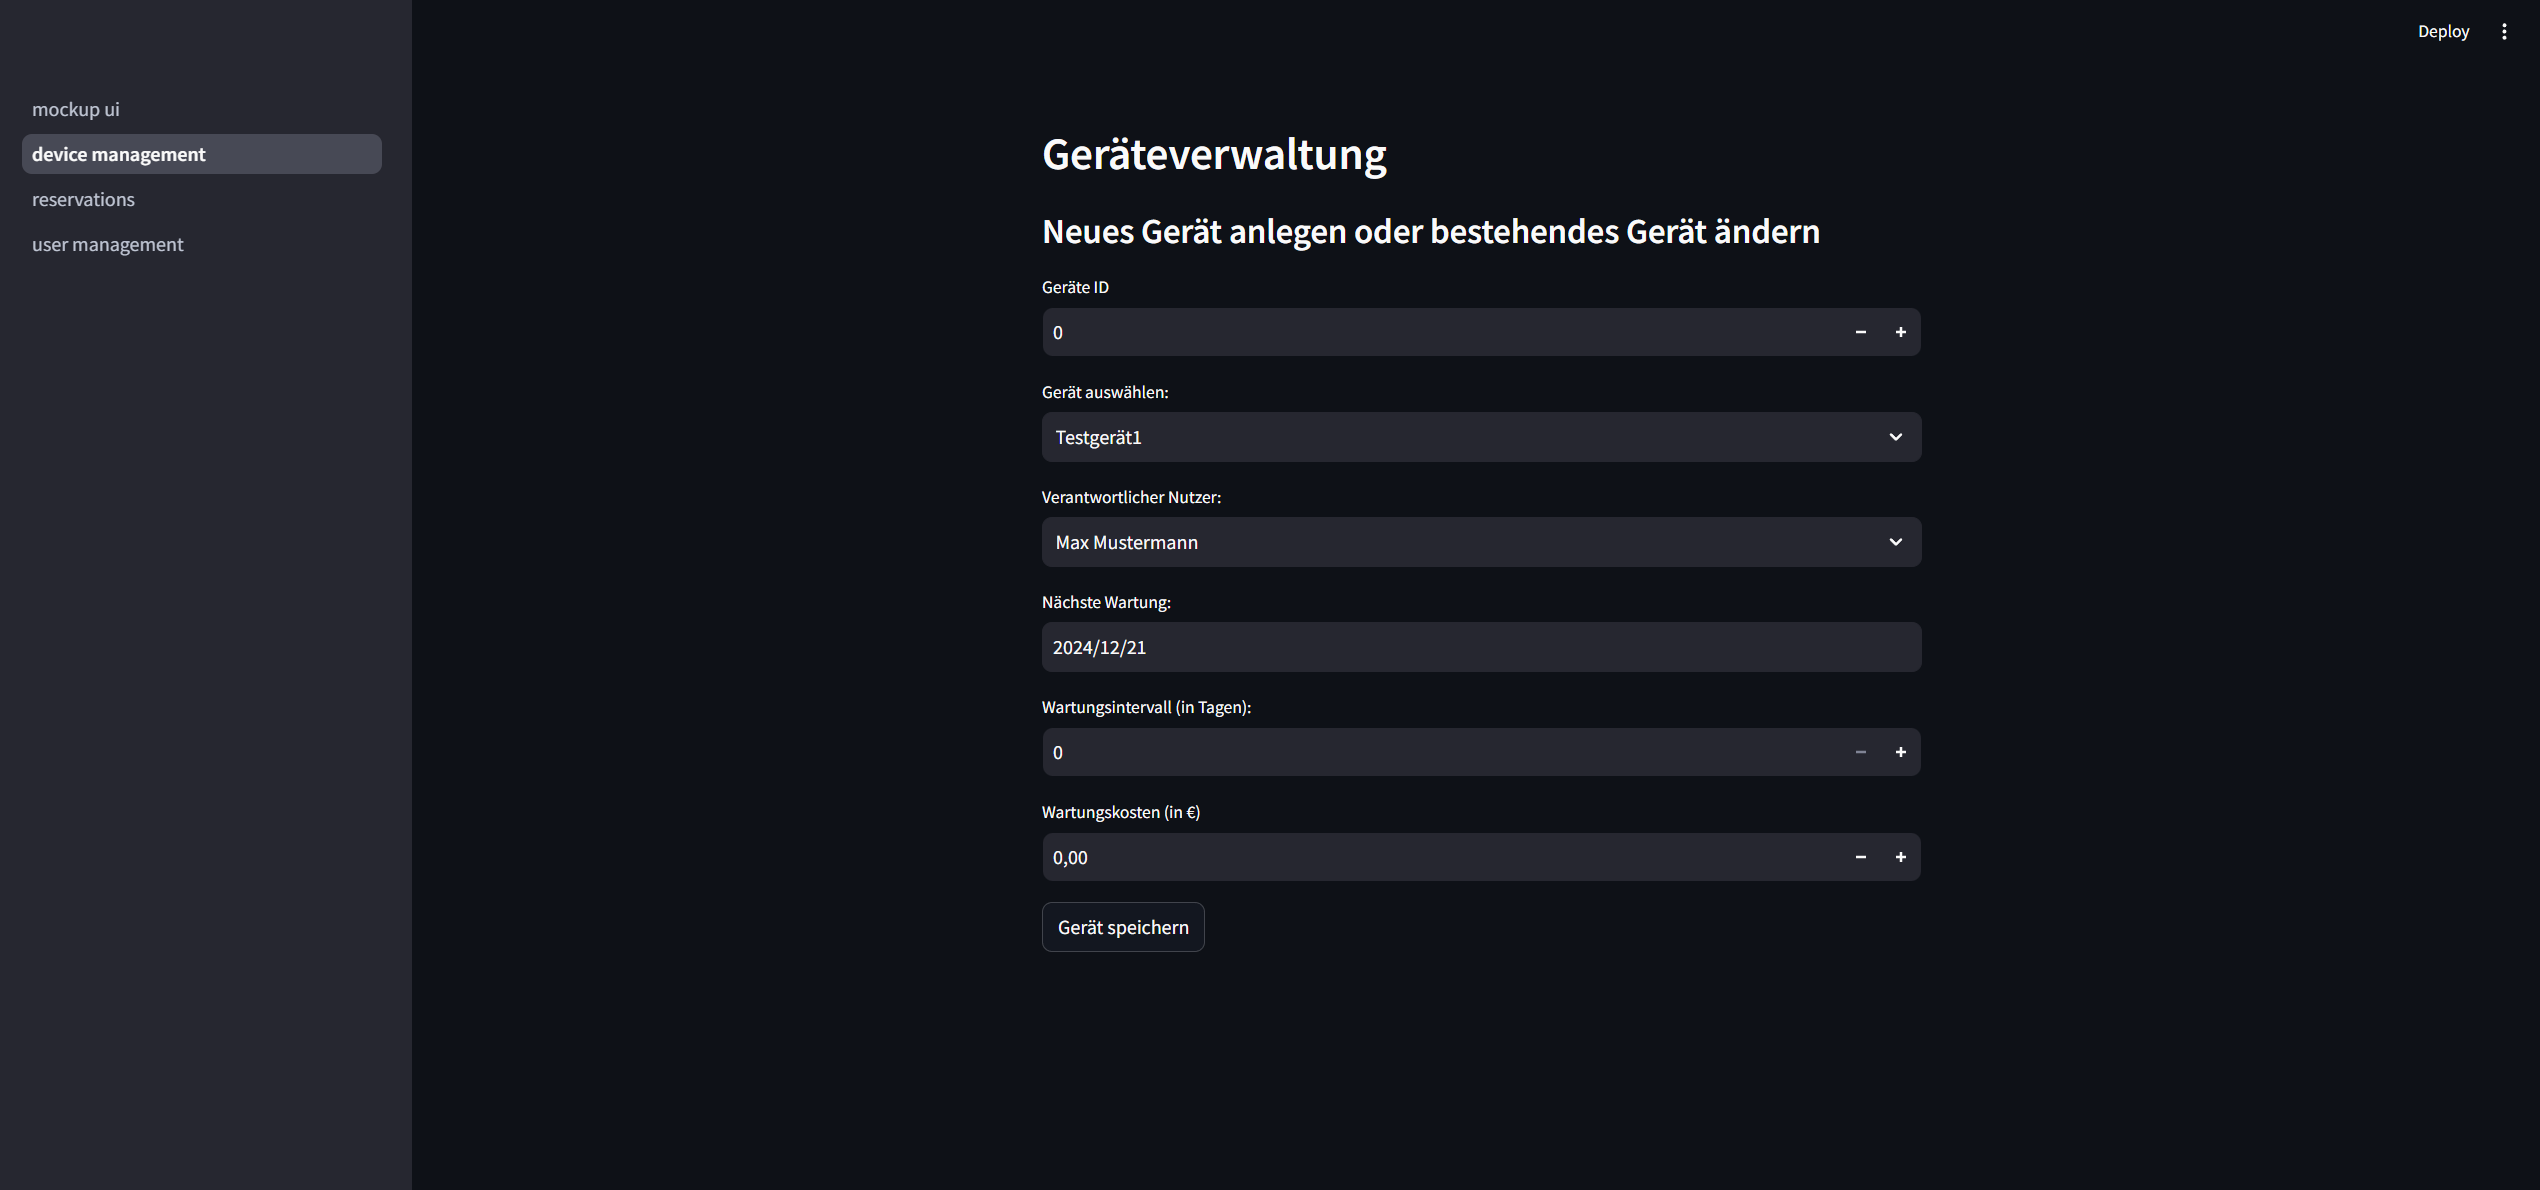 Deploy
mockup ui
device management
reservations
user management
Geräteverwaltung
Neues Gerät anlegen oder bestehendes Gerät ändern
Geräte ID
0
Gerät auswählen:
Testgerät1
Verantwortlicher Nutzer:
Max Mustermann
Nächste Wartung:
2024/12/21
Wartungsintervall (in Tagen):
0
Wartungskosten (in €)
0,00
Gerät speichern